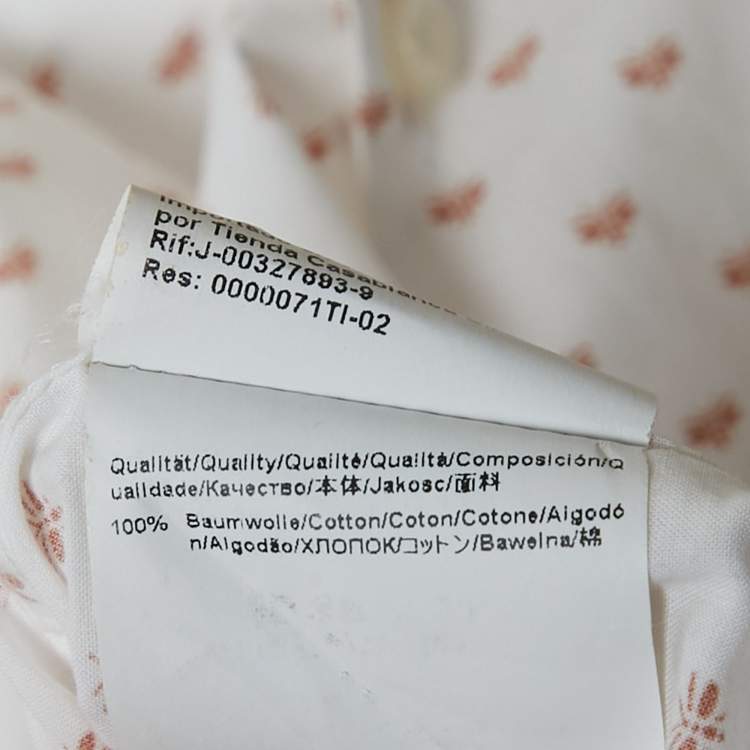 por Tienda Casablanca
Rif:J-00327893-9
Res: 0000071TI-02
Qualität/Quality/Qualité/Qualità/Composición/Q
ualidade/Качество/本体/Jakosc/面料
100% Baumwolle/Cotton/Coton/Cotone/Algodó
n/Algodão/ХЛОПОК/コットン/Bawelna/棉